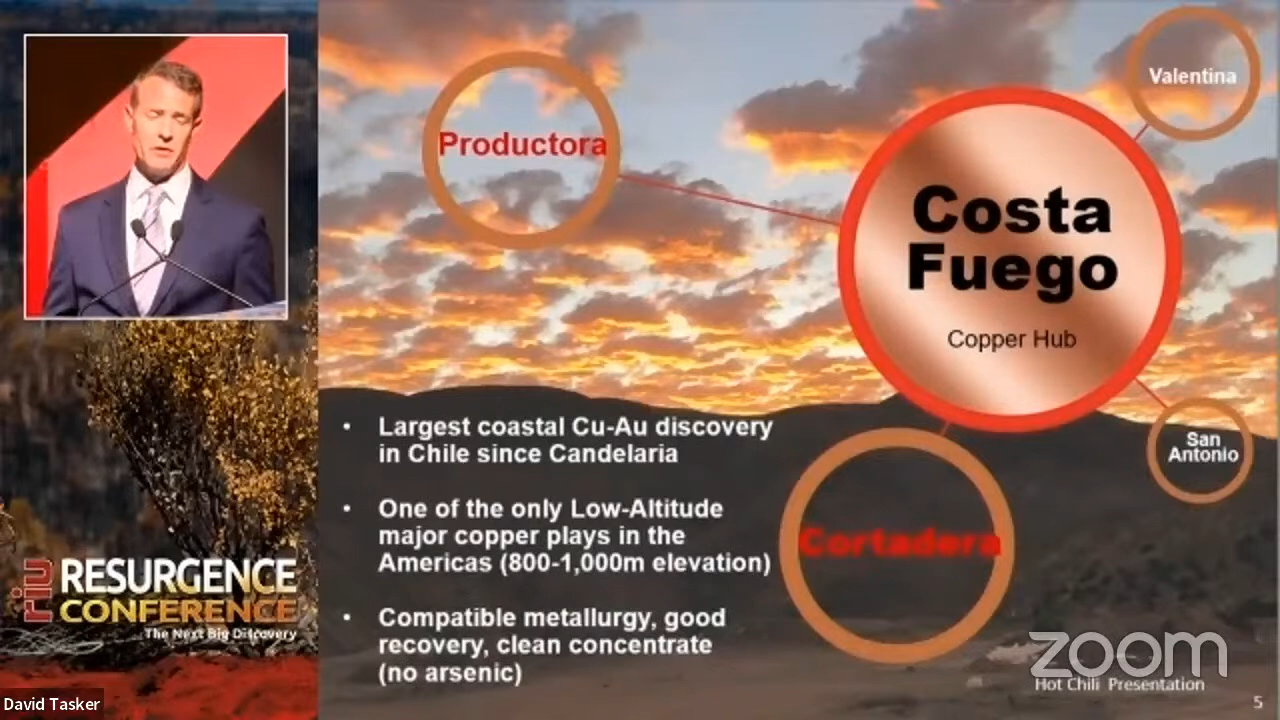 Productora
Valentina
Costa
Fuego
Copper Hub
San
Antonio
Cortadera
• Largest coastal Cu-Au discovery
in Chile since Candelaria
• One of the only Low-Altitude
major copper plays in the
Americas (800-1,000m elevation)
• Compatible metallurgy, good
recovery, clean concentrate
(no arsenic)
riu
RESURGENCE
CONFERENCE
The Next Big Discovery
David Tasker
zoom
Hot Chili Presentation
5